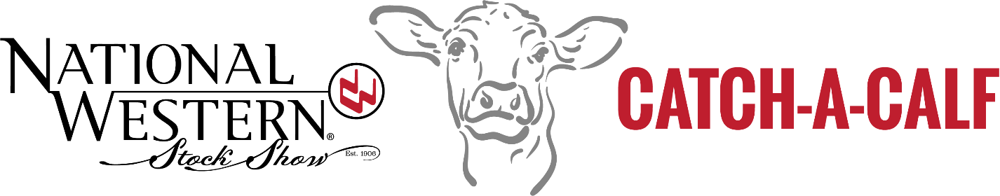 NATIONAL
WESTERN®
Stock Show
Est. 1906
CATCH-A-CALF